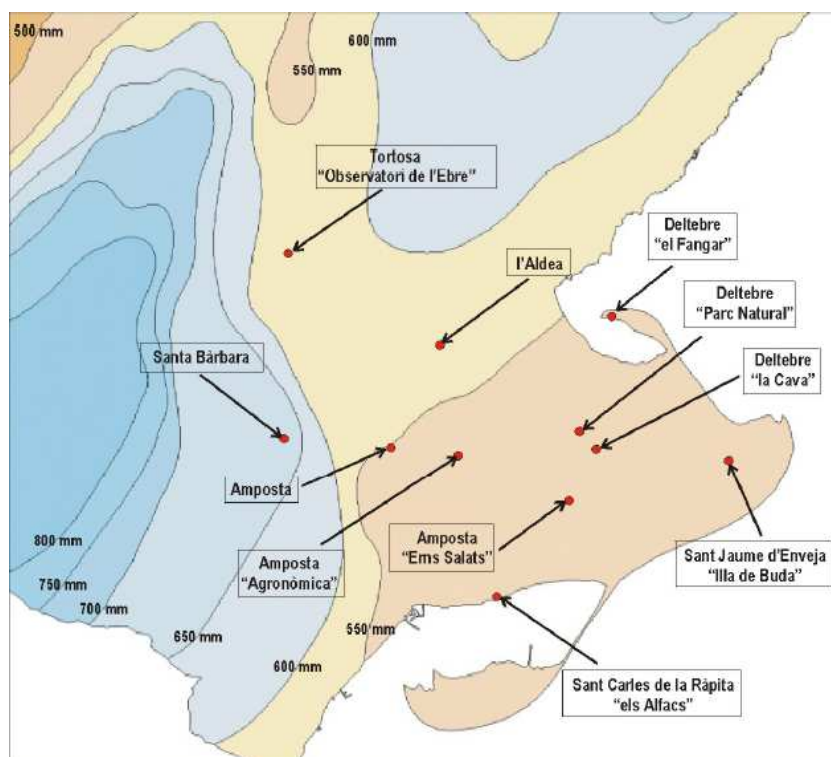 500 mm
550 mm
600 mm
Tortosa
“Observatori de l’Ebre”
l’Aldea
Deltebre
“el Fangar”
Deltebre
“Parc Natural”
Deltebre
“la Cava”
Santa Bàrbara
Amposta
Amposta
“Agronòmica”
Amposta
“Erms Salats”
Sant Jaume d’Enveja
“Illa de Buda”
Sant Carles de la Ràpita
“els Alfacs”
800 mm
750 mm
700 mm
650 mm
600 mm
550 mm